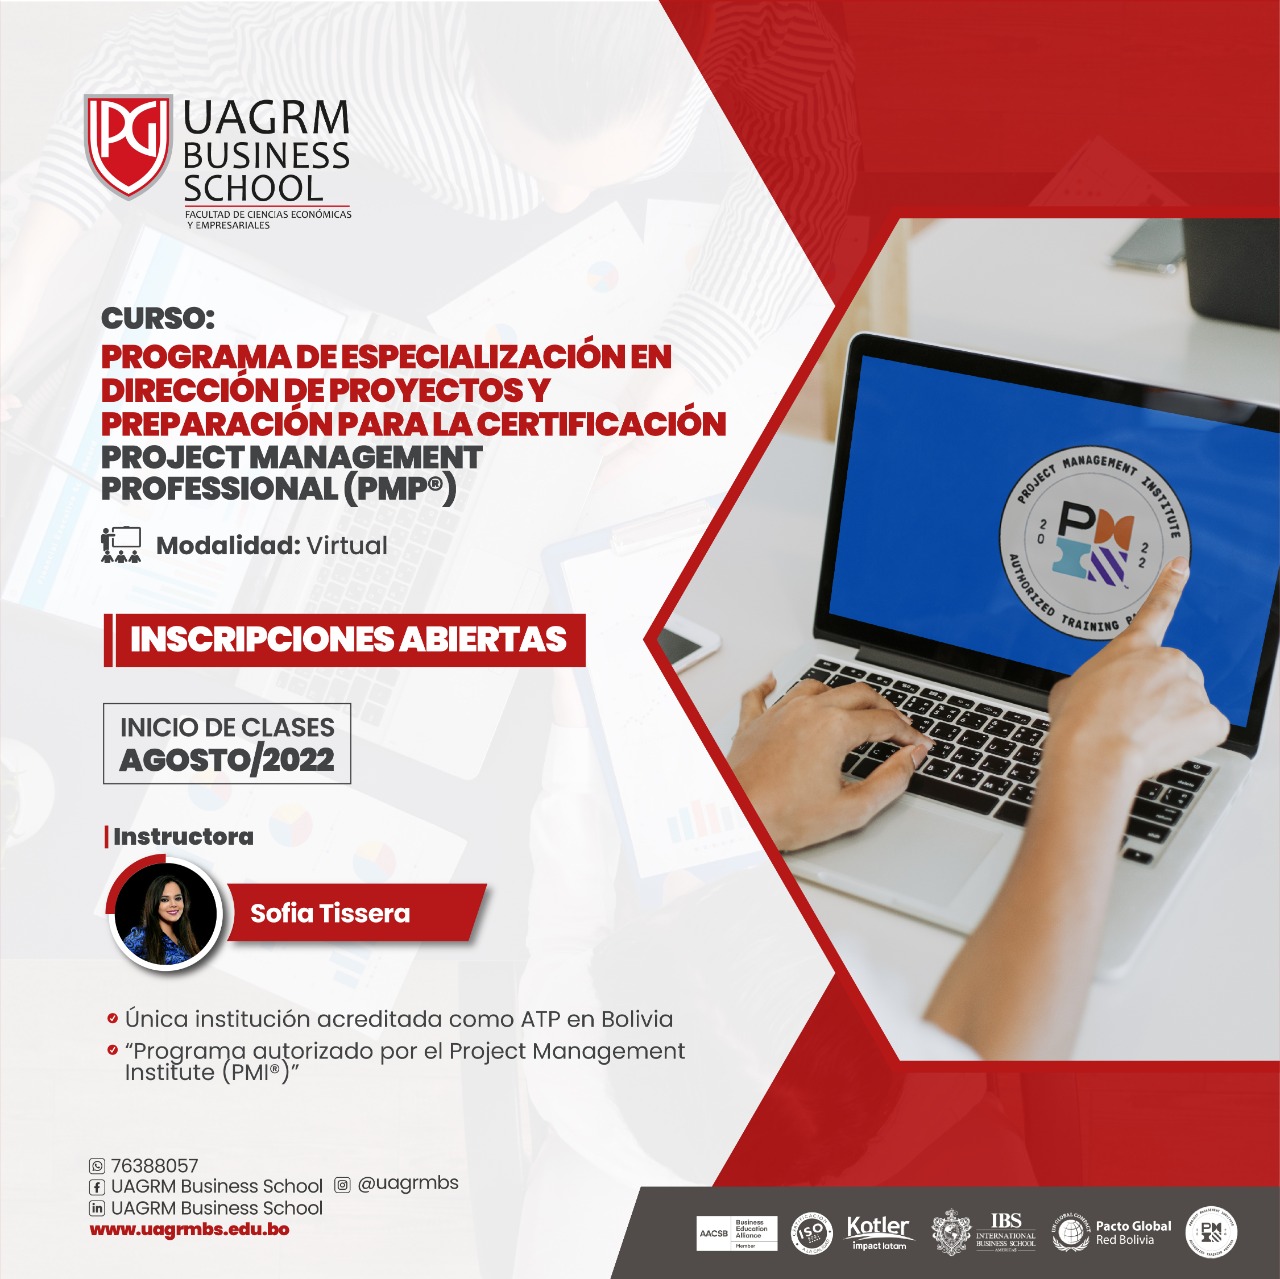 UAGRM
BUSINESS
SCHOOL
FACULTAD DE CIENCIAS ECONÓMICAS
Y EMPRESARIALES
CURSO:
PROGRAMA DE ESPECIALIZACIÓN EN
DIRECCIÓN DE PROYECTOS Y
PREPARACIÓN PARA LA CERTIFICACIÓN
PROJECT MANAGEMENT
PROFESSIONAL (PMP®)
Modalidad: Virtual
INSCRIPCIONES ABIERTAS
INICIO DE CLASES
AGOSTO/2022
Instructora
Sofia Tissera
Única institución acreditada como ATP en Bolivia
“Programa autorizado por el Project Management
Institute (PMI®)”
76388057
UAGRM Business School @uagrmbs
UAGRM Business School
www.uagrmbs.edu.bo
PROJECT MANAGEMENT INSTITUTE
2022
AUTHORIZED TRAINING
AACSB
Business
Education
Alliance
Member
ISO
Kotler
impact latam
IBS
INTERNATIONAL
BUSINESS SCHOOL
AMERICAS
Pacto Global
Red Bolivia